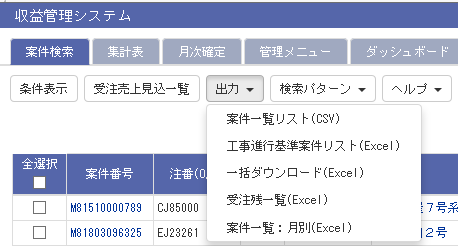 収益管理システム
案件検索 集計表 月次確定 管理メニュー ダッシュボード
条件表示 受注売上見込一覧 出力 検索パターン ヘルプ
案件一覧リスト(CSV)
工事進行基準案件リスト(Excel)
一括ダウンロード(Excel)
受注残一覧(Excel)
案件一覧：月別(Excel)
全選択 案件番号 注番(O
M81510000789 CJ85000 7号系
M81803096325 EJ23261 2号